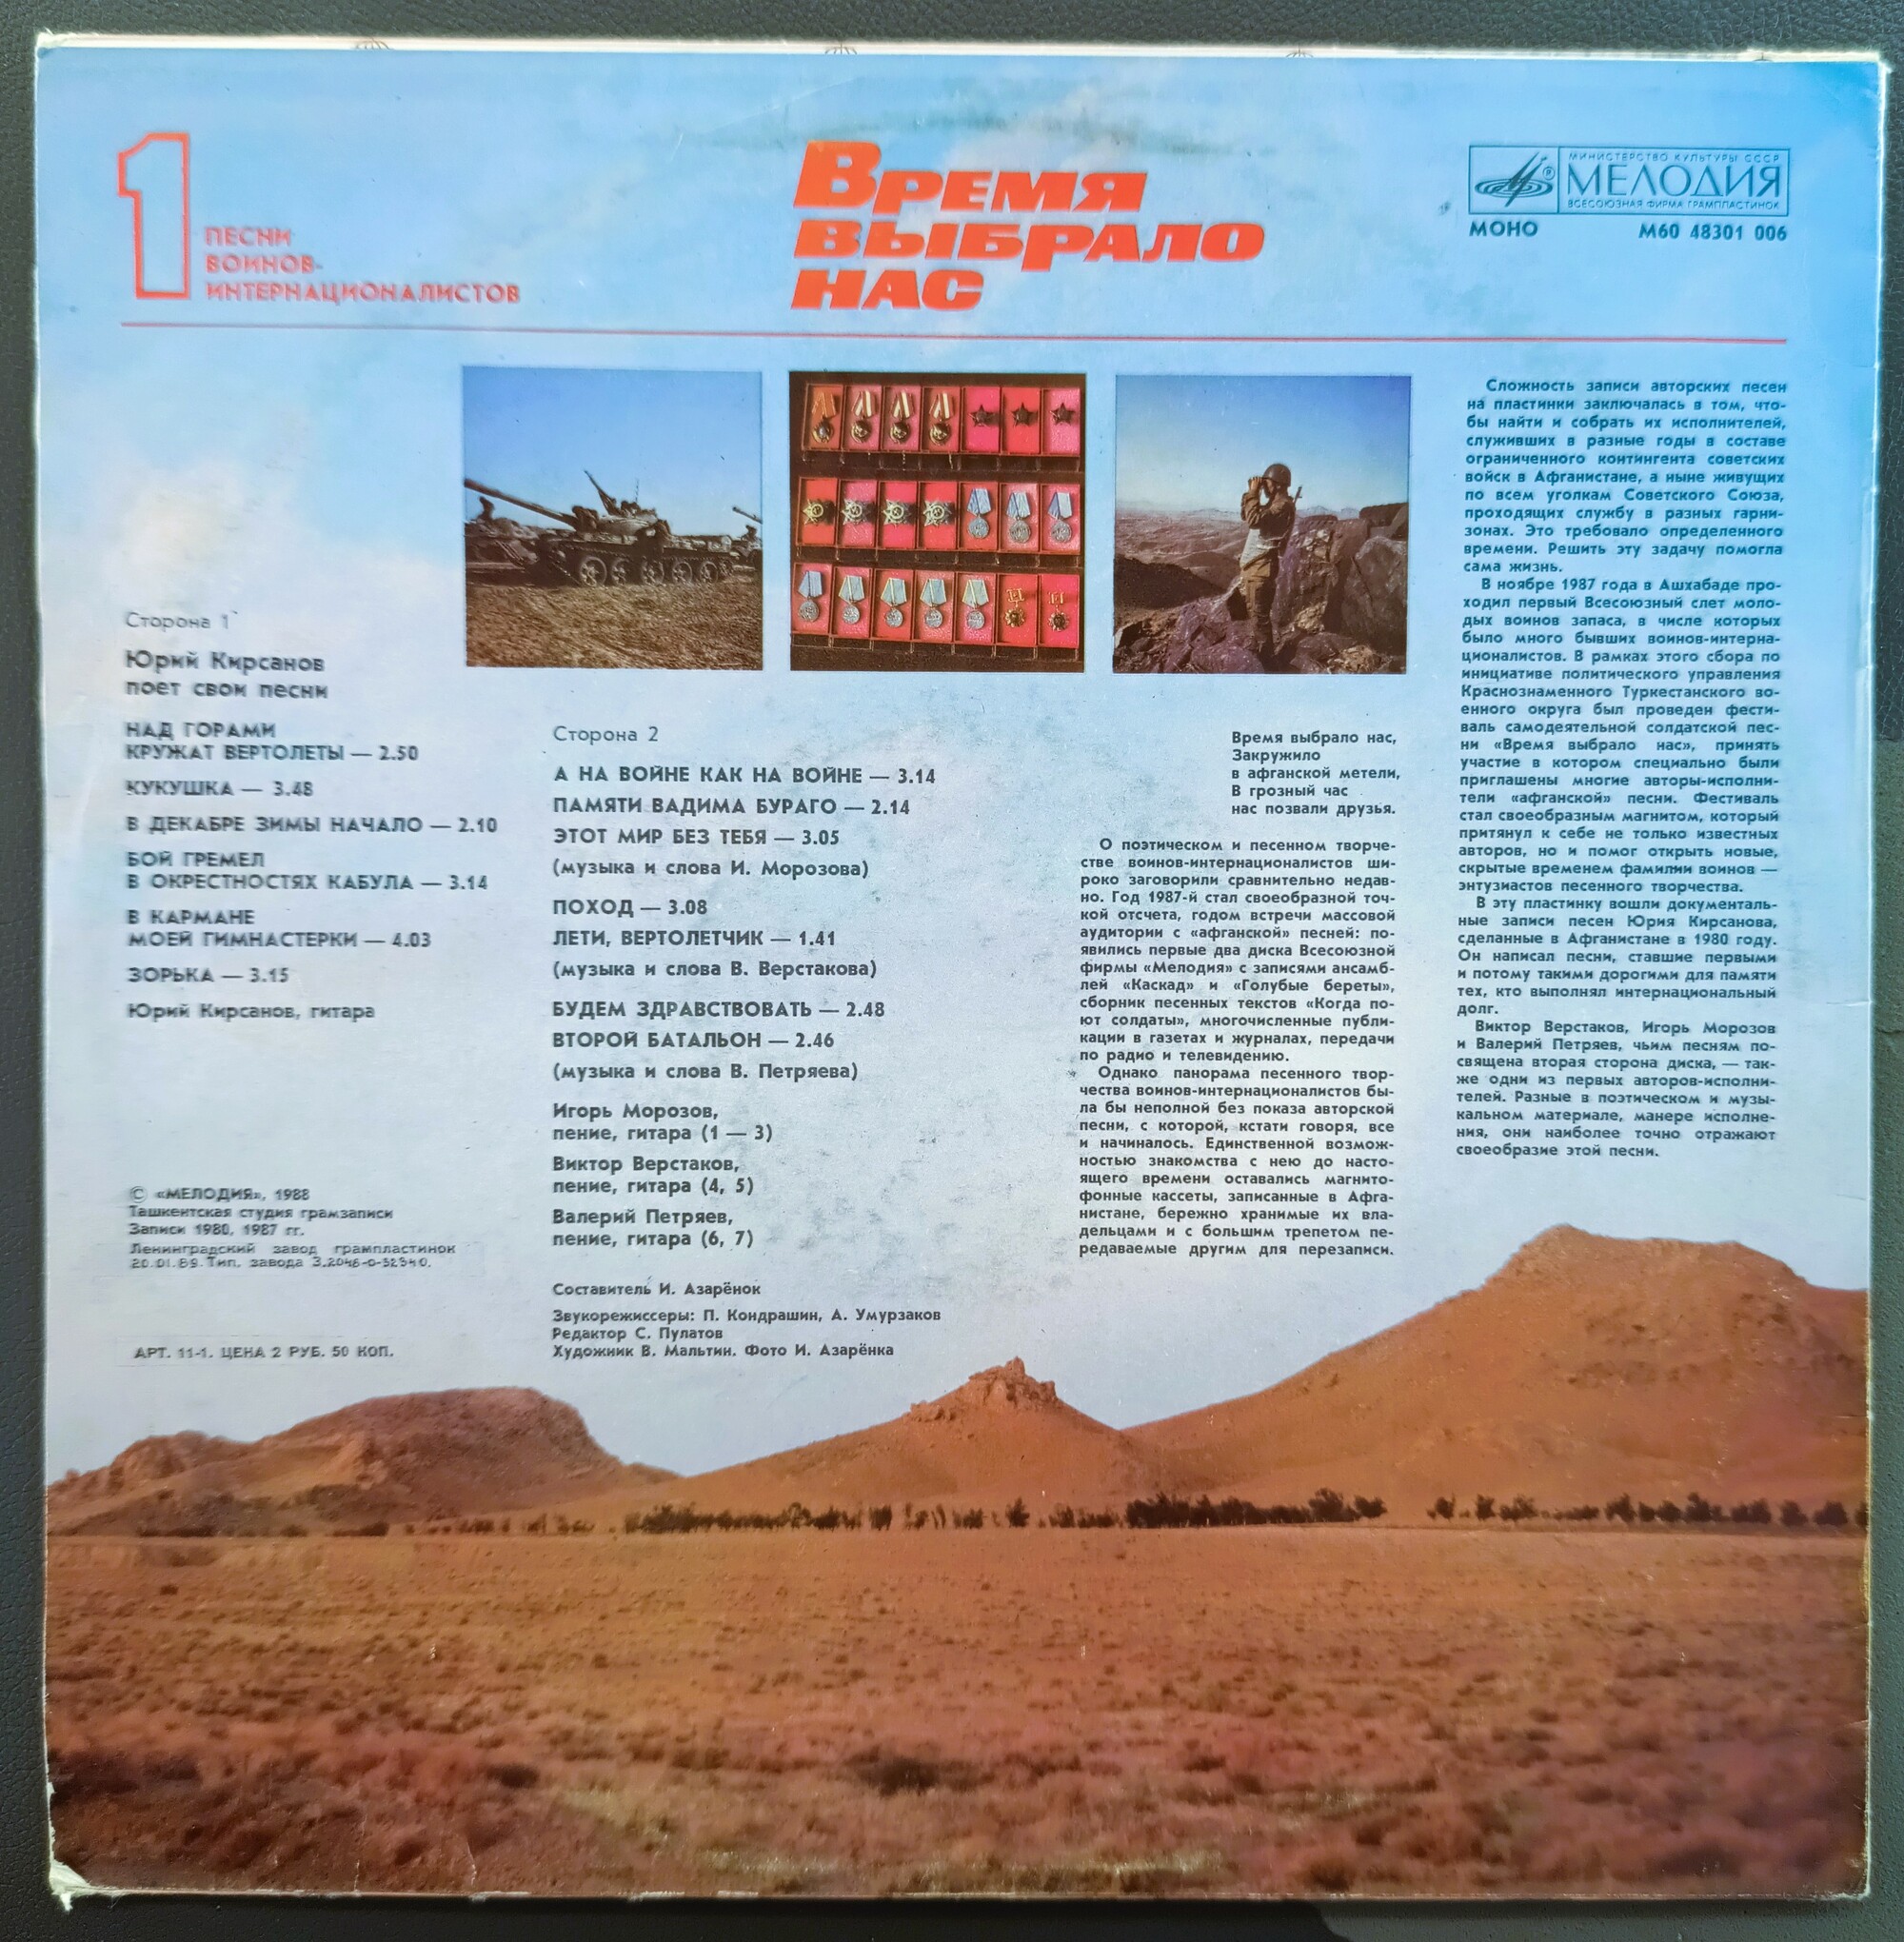 1
ПЕСНИ
ВОИНОВ-
ИНТЕРНАЦИОНАЛИСТОВ
ВРЕМЯ
ВЫБРАЛО
НАС
МИНИСТЕРСТВО КУЛЬТУРЫ СССР
МЕЛОДИЯ
ВСЕСОЮЗНАЯ ФИРМА ГРАМПЛАСТИНОК
МОНО М60 48301 006
Сторона 1
Юрий Кирсанов
поет свои песни
НАД ГОРАМИ
КРУЖАТ ВЕРТОЛЕТЫ — 2.50
КУКУШКА — 3.48
В ДЕКАБРЕ ЗИМЫ НАЧАЛО — 2.10
БОЙ ГРЕМЕЛ
В ОКРЕСТНОСТЯХ КАБУЛА — 3.14
В КАРМАНЕ
МОЕЙ ГИМНАСТЕРКИ — 4.03
ЗОРЬКА — 3.15
Юрий Кирсанов, гитара
© «МЕЛОДИЯ», 1988
Ташкентская студия грамзаписи
Записи 1980, 1987 гг.
Ленинградский завод грампластинок
20.01.89. Тип. завода
АРТ. 11-1. ЦЕНА 2 РУБ. 50 КОП.
Сторона 2
А НА ВОЙНЕ КАК НА ВОЙНЕ — 3.14
ПАМЯТИ ВАДИМА БУРАГО — 2.14
ЭТОТ МИР БЕЗ ТЕБЯ — 3.05
(музыка и слова И. Морозова)
ПОХОД — 3.08
ЛЕТИ, ВЕРТОЛЕТЧИК — 1.41
(музыка и слова В. Верстакова)
БУДЕМ ЗДРАВСТВОВАТЬ — 2.48
ВТОРОЙ БАТАЛЬОН — 2.46
(музыка и слова В. Петряева)
Игорь Морозов,
пение, гитара (1 — 3)
Виктор Верстаков,
пение, гитара (4, 5)
Валерий Петряев,
пение, гитара (6, 7)
Составитель И. Азарёнок
Звукорежиссеры: П. Кондрашин, А. Умурзаков
Редактор С. Пулатов
Художник В. Мальтин. Фото И. Азарёнка
Время выбрало нас,
Закружило
в афганской метели,
В грозный час
нас позвали друзья.
О поэтическом и песенном творче-
стве воинов-интернационалистов ши-
роко заговорили сравнительно недав-
но. Год 1987-й стал своеобразной точ-
кой отсчета, годом встречи массовой
аудитории с «афганской» песней: по-
явились первые два диска Всесоюзной
фирмы «Мелодия» с записями ансамб-
лей «Каскад» и «Голубые береты»,
сборник песенных текстов «Когда по-
ют солдаты», многочисленные публи-
кации в газетах и журналах, передачи
по радио и телевидению.
Однако панорама песенного твор-
чества воинов-интернационалистов бы-
ла бы неполной без показа авторской
песни, с которой, кстати говоря, все
и начиналось. Единственной возмож-
ностью знакомства с нею до насто-
ящего времени оставались магнито-
фонные кассеты, записанные в Афга-
нистане, бережно хранимые их вла-
дельцами и с большим трепетом пе-
редаваемые другим для перезаписи.
Сложность записи авторских песен
на пластинки заключалась в том, что-
бы найти и собрать их исполнителей,
служивших в разные годы в составе
ограниченного контингента советских
войск в Афганистане, а ныне живущих
по всем уголкам Советского Союза,
проходящих службу в разных гарни-
зонах. Это требовало определенного
времени. Решить эту задачу помогла
сама жизнь.
В ноябре 1987 года в Ашхабаде про-
ходил первый Всесоюзный слет моло-
дых воинов запаса, в числе которых
было много бывших воинов-интерна-
ционалистов. В рамках этого сбора по
инициативе политического управления
Краснознаменного Туркестанского во-
енного округа был проведен фести-
валь самодеятельной солдатской пес-
ни «Время выбрало нас», принять
участие в котором специально были
приглашены многие авторы-исполни-
тели «афганской» песни. Фестиваль
стал своеобразным магнитом, который
притянул к себе не только известных
авторов, но и помог открыть новые,
скрытые временем фамилии воинов —
энтузиастов песенного творчества.
В эту пластинку вошли документаль-
ные записи песен Юрия Кирсанова,
сделанные в Афганистане в 1980 году.
Он написал песни, ставшие первыми
и потому такими дорогими для памяти
тех, кто выполнял интернациональный
долг.
Виктор Верстаков, Игорь Морозов
и Валерий Петряев, чьим песням по-
священа вторая сторона диска, — так-
же одни из первых авторов-исполни-
телей. Разные в поэтическом и музы-
кальном материале, манере исполне-
ния, они наиболее точно отражают
своеобразие этой песни.